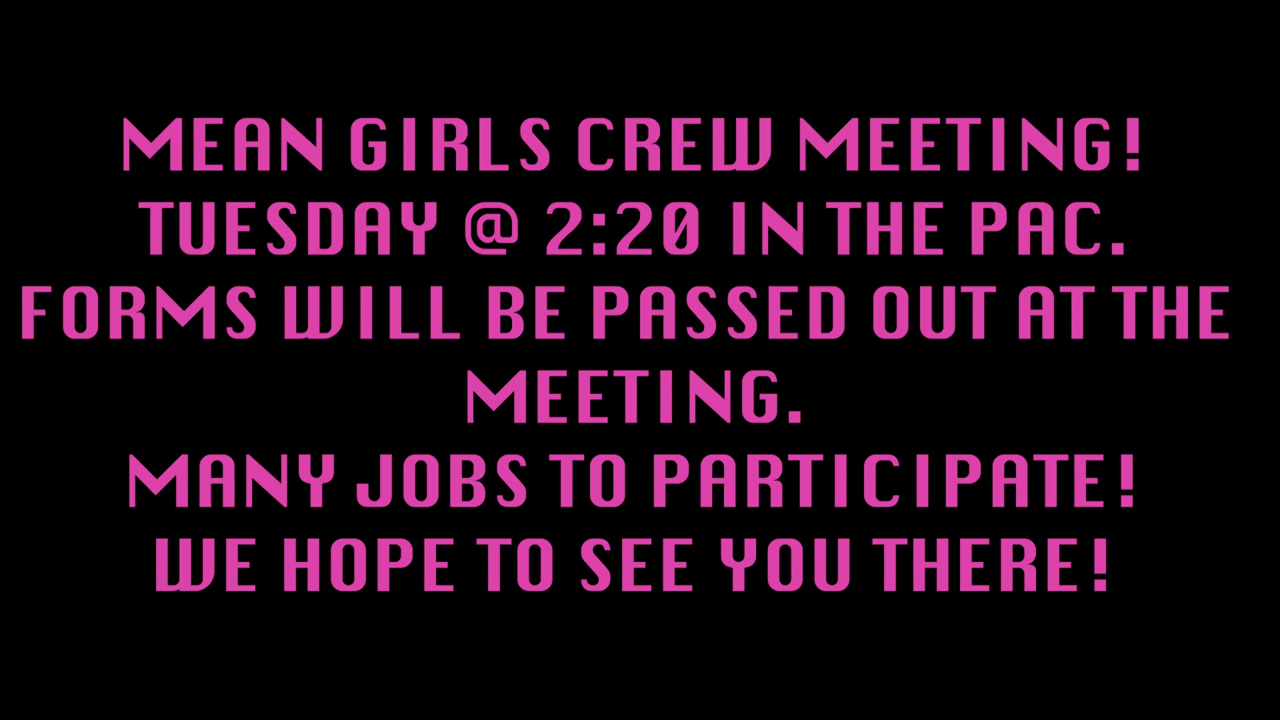 MEAN GIRLS CREW MEETING!
TUESDAY @ 2:20 IN THE PAC.
FORMS WILL BE PASSED OUT AT THE
MEETING.
MANY JOBS TO PARTICIPATE!
WE HOPE TO SEE YOU THERE!